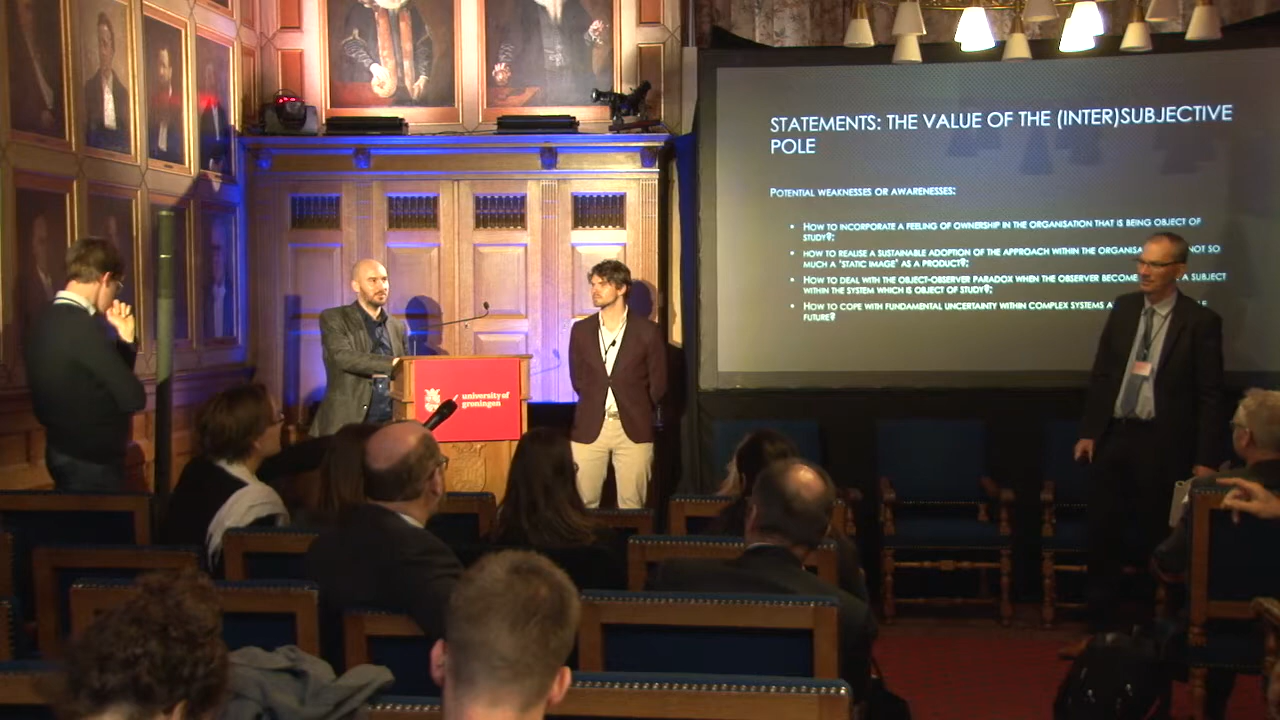 STATEMENTS: THE VALUE OF THE (INTER)SUBJECTIVE
POLE
POTENTIAL WEAKNESSES OR AWARENESSES:
• HOW TO INCORPORATE A FEELING OF OWNERSHIP IN THE ORGANISATION THAT IS BEING OBJECT OF
STUDY?;
• HOW TO REALISE A SUSTAINABLE ADOPTION OF THE APPROACH WITHIN THE NOT SO
MUCH A "STATIC IMAGE" AS A PRODUCT?;
• HOW TO DEAL WITH THE OBJECT-OBSERVER PARADOX WHEN THE OBSERVER A SUBJECT
WITHIN THE SYSTEM WHICH IS OBJECT OF STUDY?;
• HOW TO COPE WITH FUNDAMENTAL UNCERTAINTY WITHIN COMPLEX SYSTEMS
FUTURE?
university of
groningen